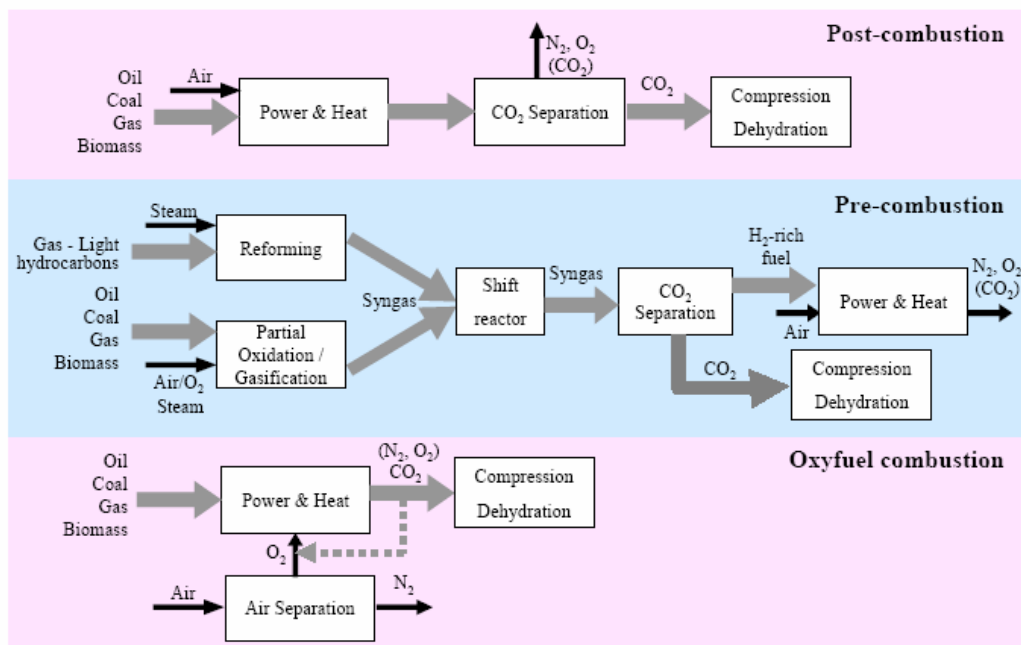 Post-combustion
N₂, O₂
(CO₂)
Oil
Coal
Gas
Biomass
Air
Power & Heat
CO₂ Separation
CO₂
Compression
Dehydration
Pre-combustion
Steam
Gas - Light
hydrocarbons
Reforming
Oil
Coal
Gas
Biomass
Air/O₂
Steam
Partial
Oxidation /
Gasification
Syngas
Shift
reactor
Syngas
CO₂
Separation
H₂-rich
fuel
Air
Power & Heat
N₂, O₂
(CO₂)
CO₂
Compression
Dehydration
Oxyfuel combustion
Oil
Coal
Gas
Biomass
Power & Heat
(N₂, O₂)
CO₂
Compression
Dehydration
O₂
Air
Air Separation
N₂